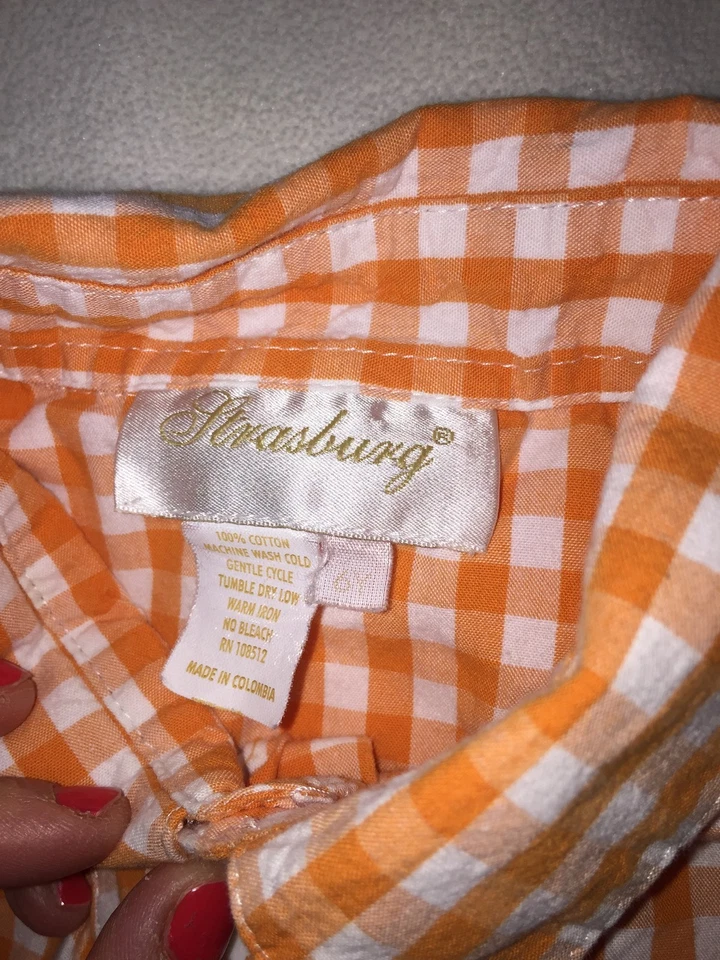 Strasburg®
100% COTTON
MACHINE WASH COLD
GENTLE CYCLE
TUMBLE DRY LOW
WARM IRON
NO BLEACH
RN 108512
MADE IN COLOMBIA